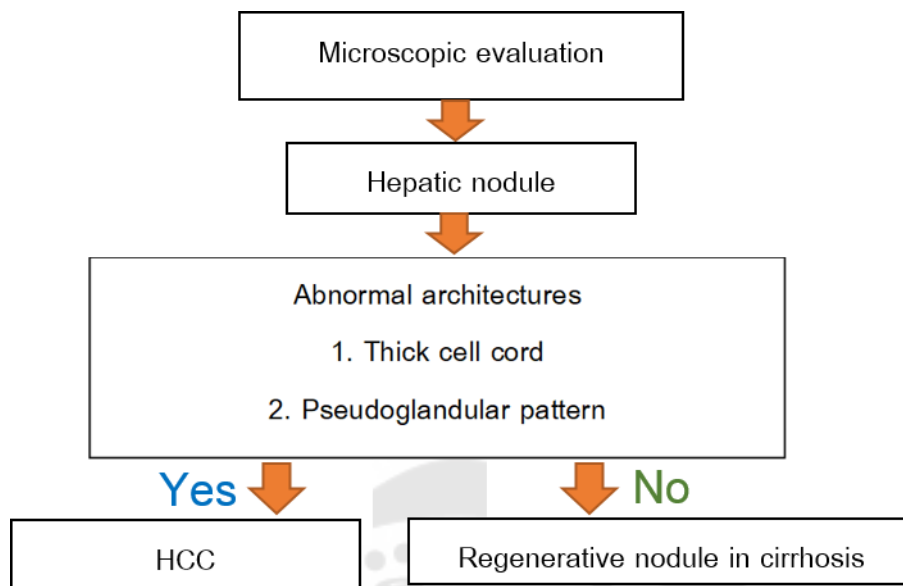 Microscopic evaluation
Hepatic nodule
Abnormal architectures
1. Thick cell cord
2. Pseudoglandular pattern
Yes
No
HCC
Regenerative nodule in cirrhosis